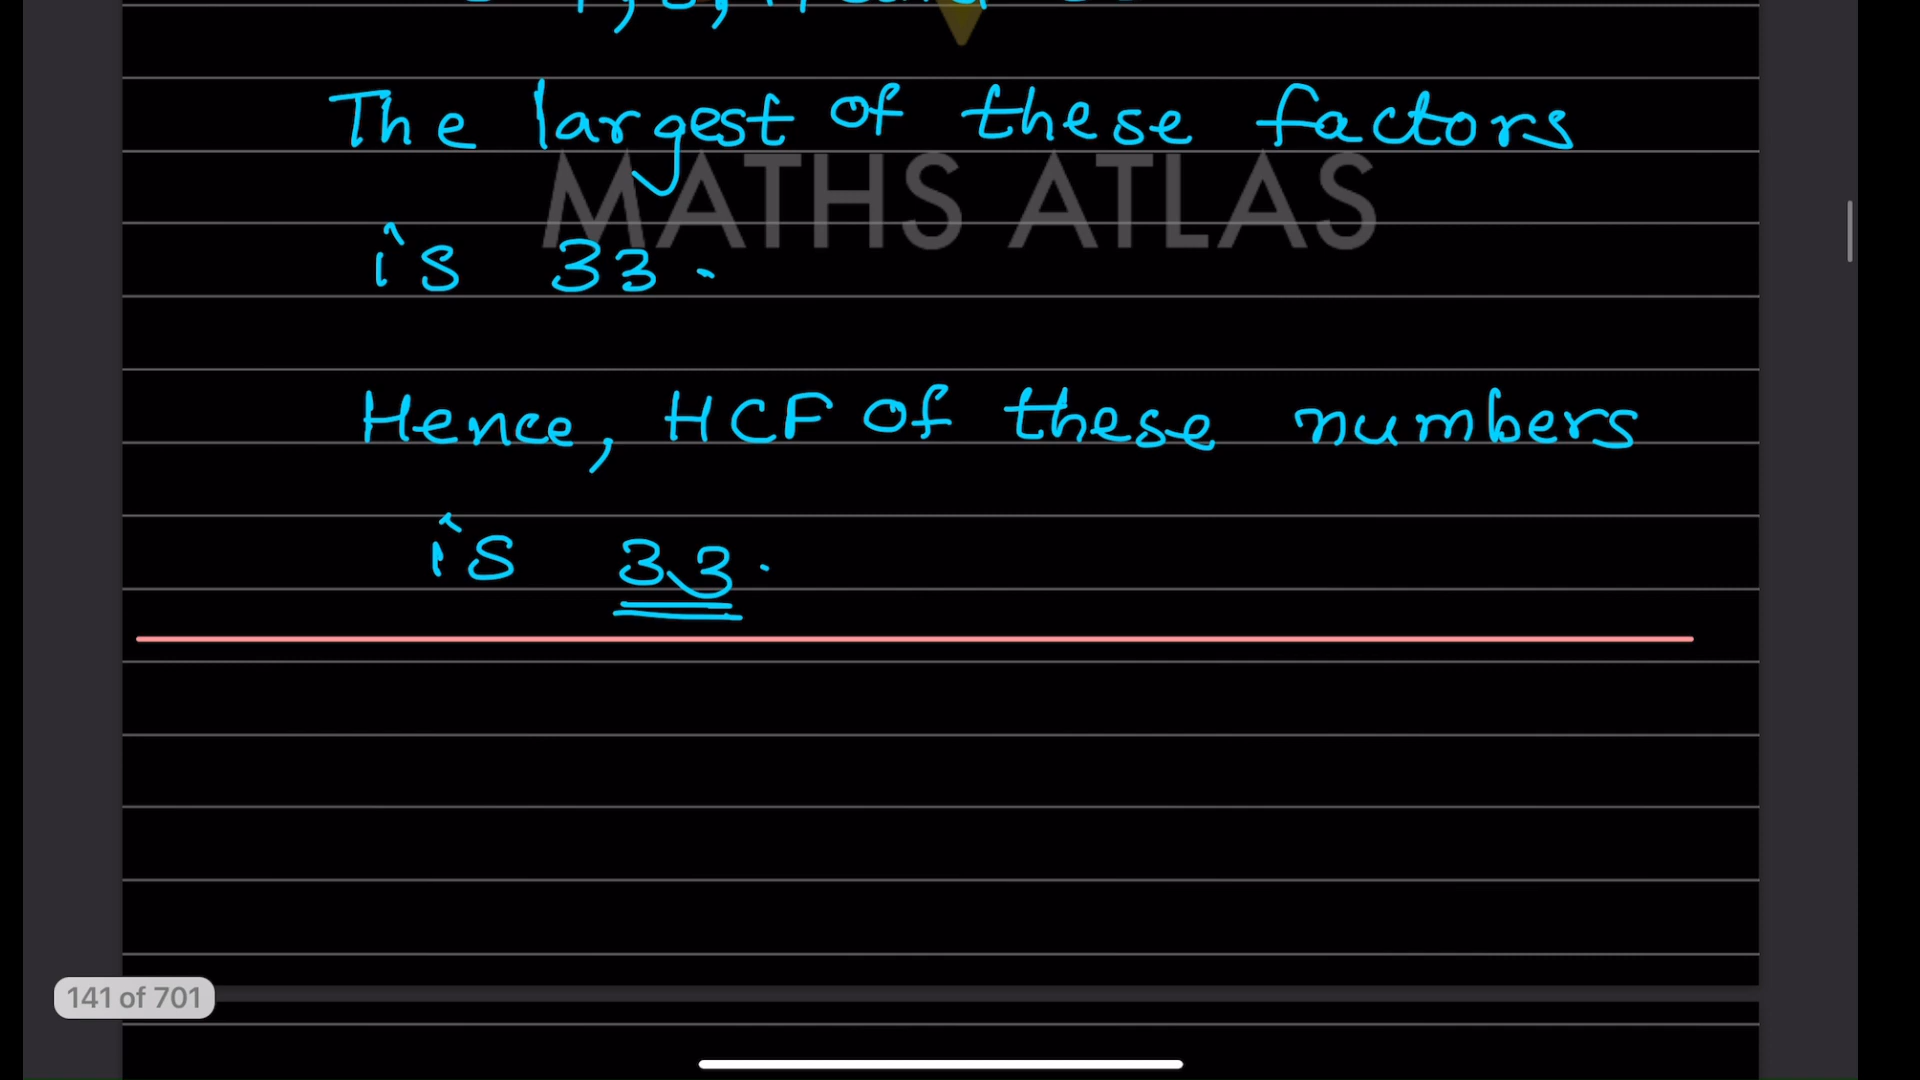 The largest of these factors
MATHS ATLAS
is 33.
Hence, HCF of these numbers
is 33.
141 of 701